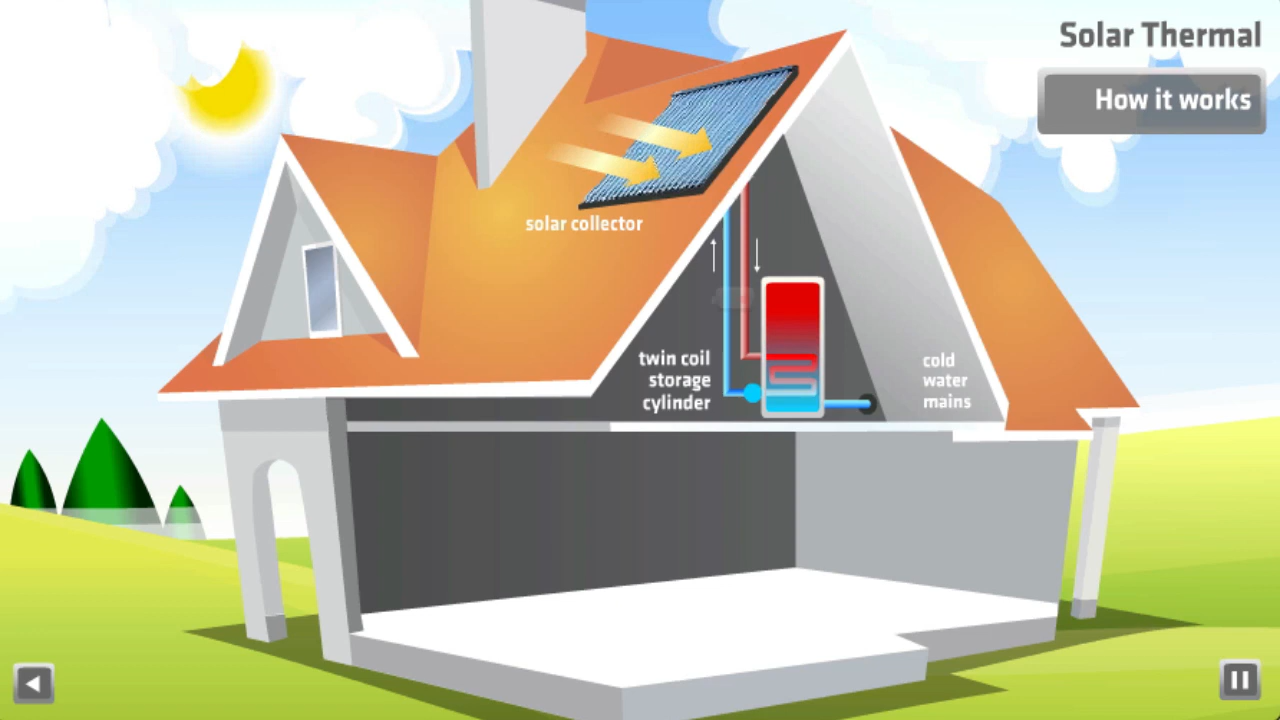 Solar Thermal
How it works
solar collector
twin coil
storage
cylinder
cold
water
mains